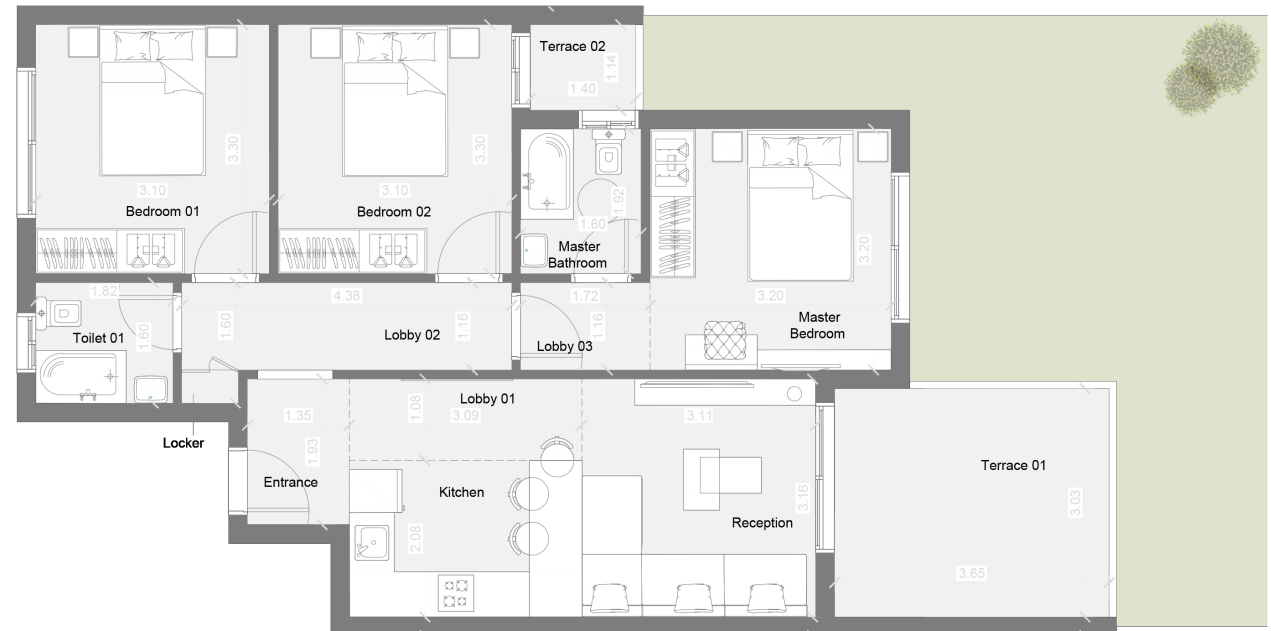 Terrace 02
1.14
1.40
3.30
3.30
3.10
3.10
Bedroom 01
Bedroom 02
1.92
1.60
Master
Bathroom
3.20
3.20
Master
Bedroom
1.82
4.38
1.72
1.60
Toilet 01
1.60
Lobby 02
1.16
Lobby 03
1.16
Locker
1.35
1.93
Entrance
1.08
3.09
Lobby 01
3.11
Kitchen
2.08
3.16
Reception
Terrace 01
3.03
3.65